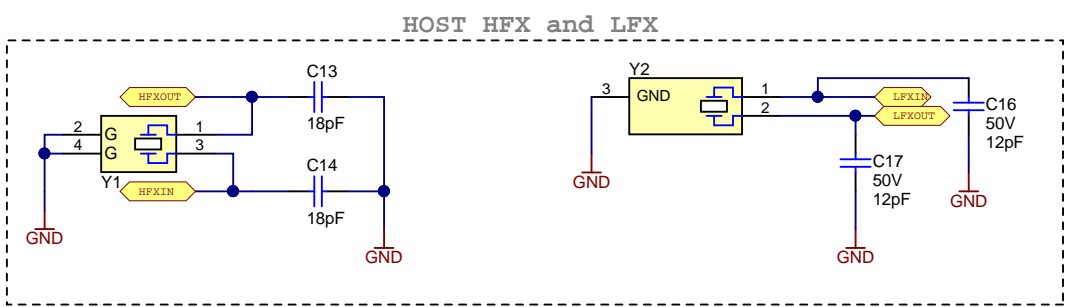 HOST HFX and LFX
C13
HFXOUT
18pF
2
G
1
4
G
3
Y1
HFXIN
C14
18pF
GND
GND
Y2
3
GND
1
2
LFXIN
LFXOUT
C16
50V
12pF
C17
50V
12pF
GND
GND
GND